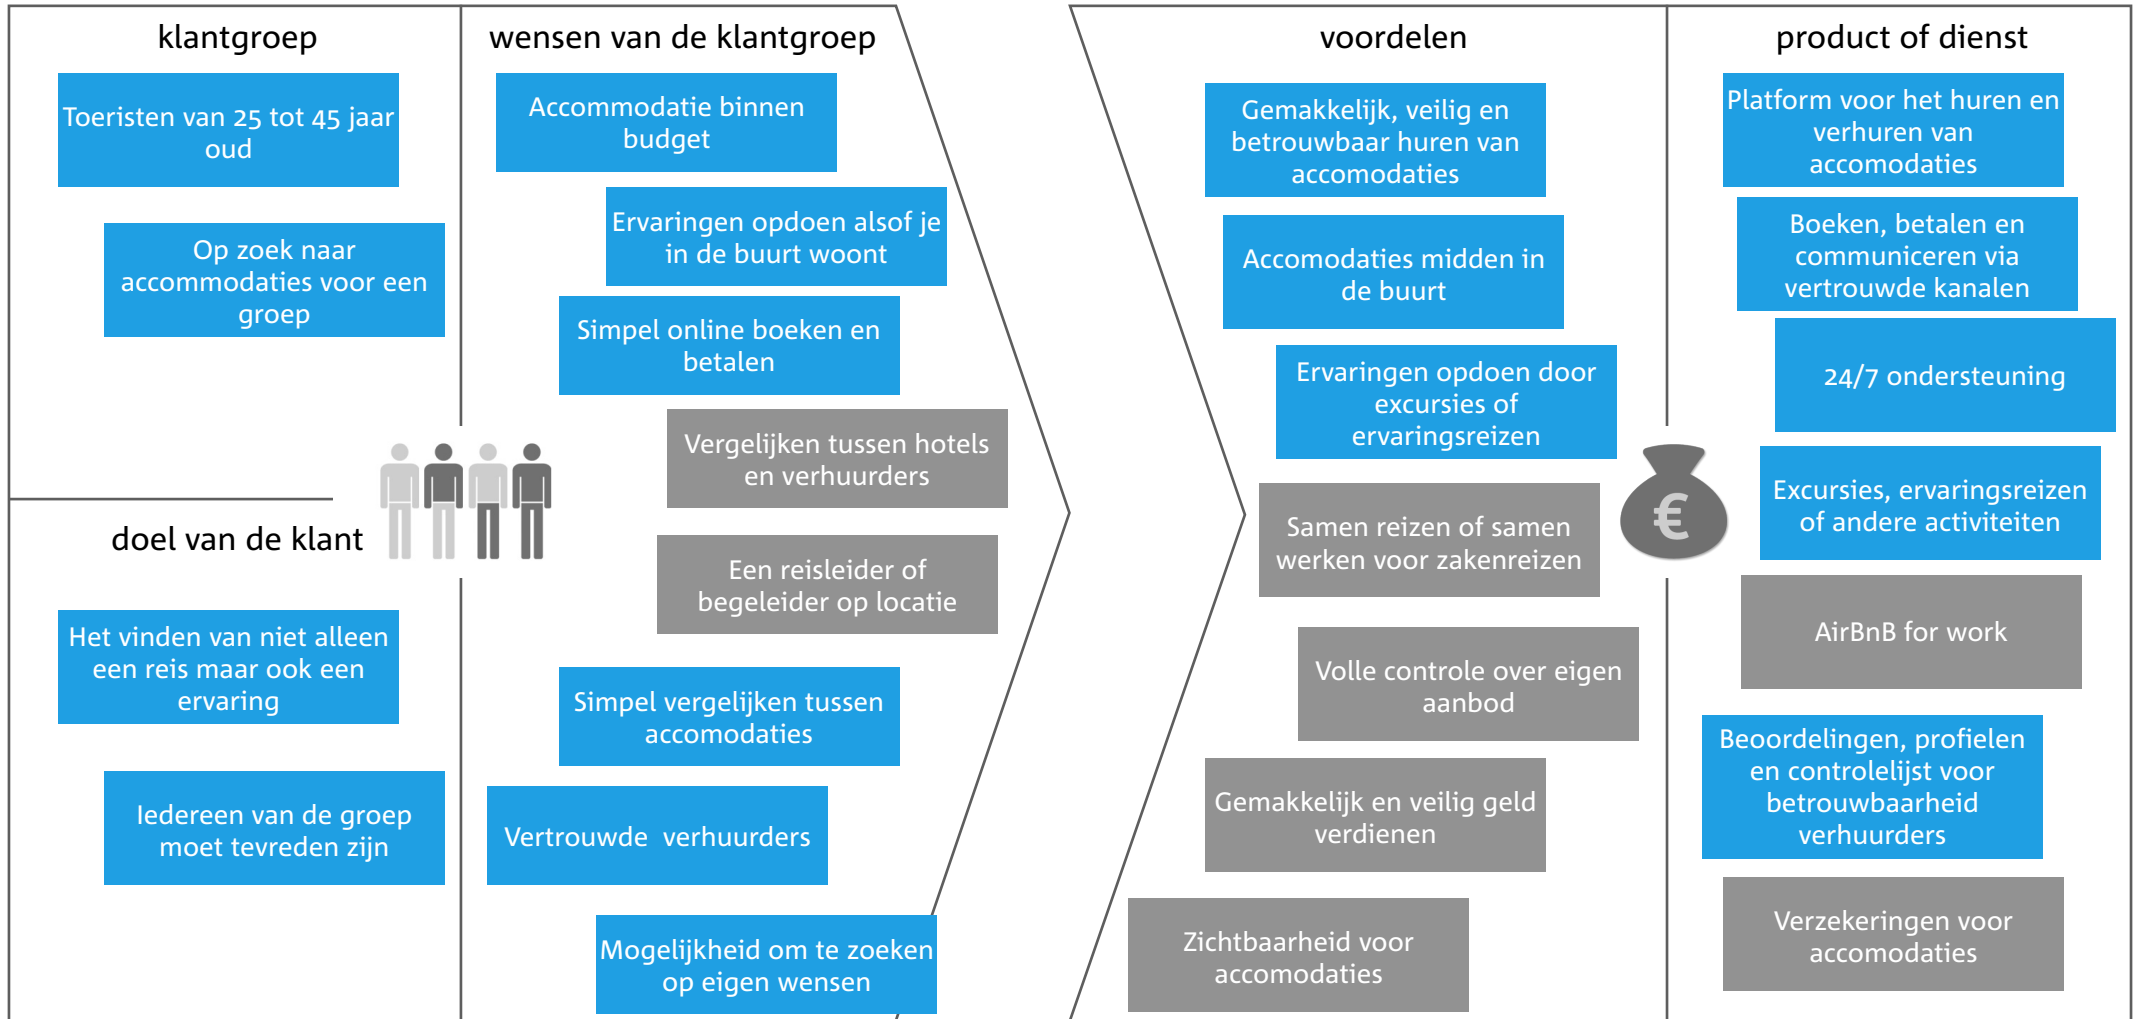 klantgroep
Toeristen van 25 tot 45 jaar
oud
Op zoek naar
accommodaties voor een
groep
doel van de klant
Het vinden van niet alleen
een reis maar ook een
ervaring
Iedereen van de groep
moet tevreden zijn
wensen van de klantgroep
Accommodatie binnen
budget
Ervaringen opdoen alsof je
in de buurt woont
Simpel online boeken en
betalen
Vergelijken tussen hotels
en verhuurders
Een reisleider of
begeleider op locatie
Simpel vergelijken tussen
accomodaties
Vertrouwde verhuurders
Mogelijkheid om te zoeken
op eigen wensen
voordelen
Gemakkelijk, veilig en
betrouwbaar huren van
accomodaties
Accomodaties midden in
de buurt
Ervaringen opdoen door
excursies of
ervaringsreizen
Samen reizen of samen
werken voor zakenreizen
Volle controle over eigen
aanbod
Gemakkelijk en veilig geld
verdienen
Zichtbaarheid voor
accomodaties
€
product of dienst
Platform voor het huren en
verhuren van
accomodaties
Boeken, betalen en
communiceren via
vertrouwde kanalen
24/7 ondersteuning
Excursies, ervaringsreizen
of andere activiteiten
AirBnB for work
Beoordelingen, profielen
en controlelijst voor
betrouwbaarheid
verhuurders
Verzekeringen voor
accomodaties